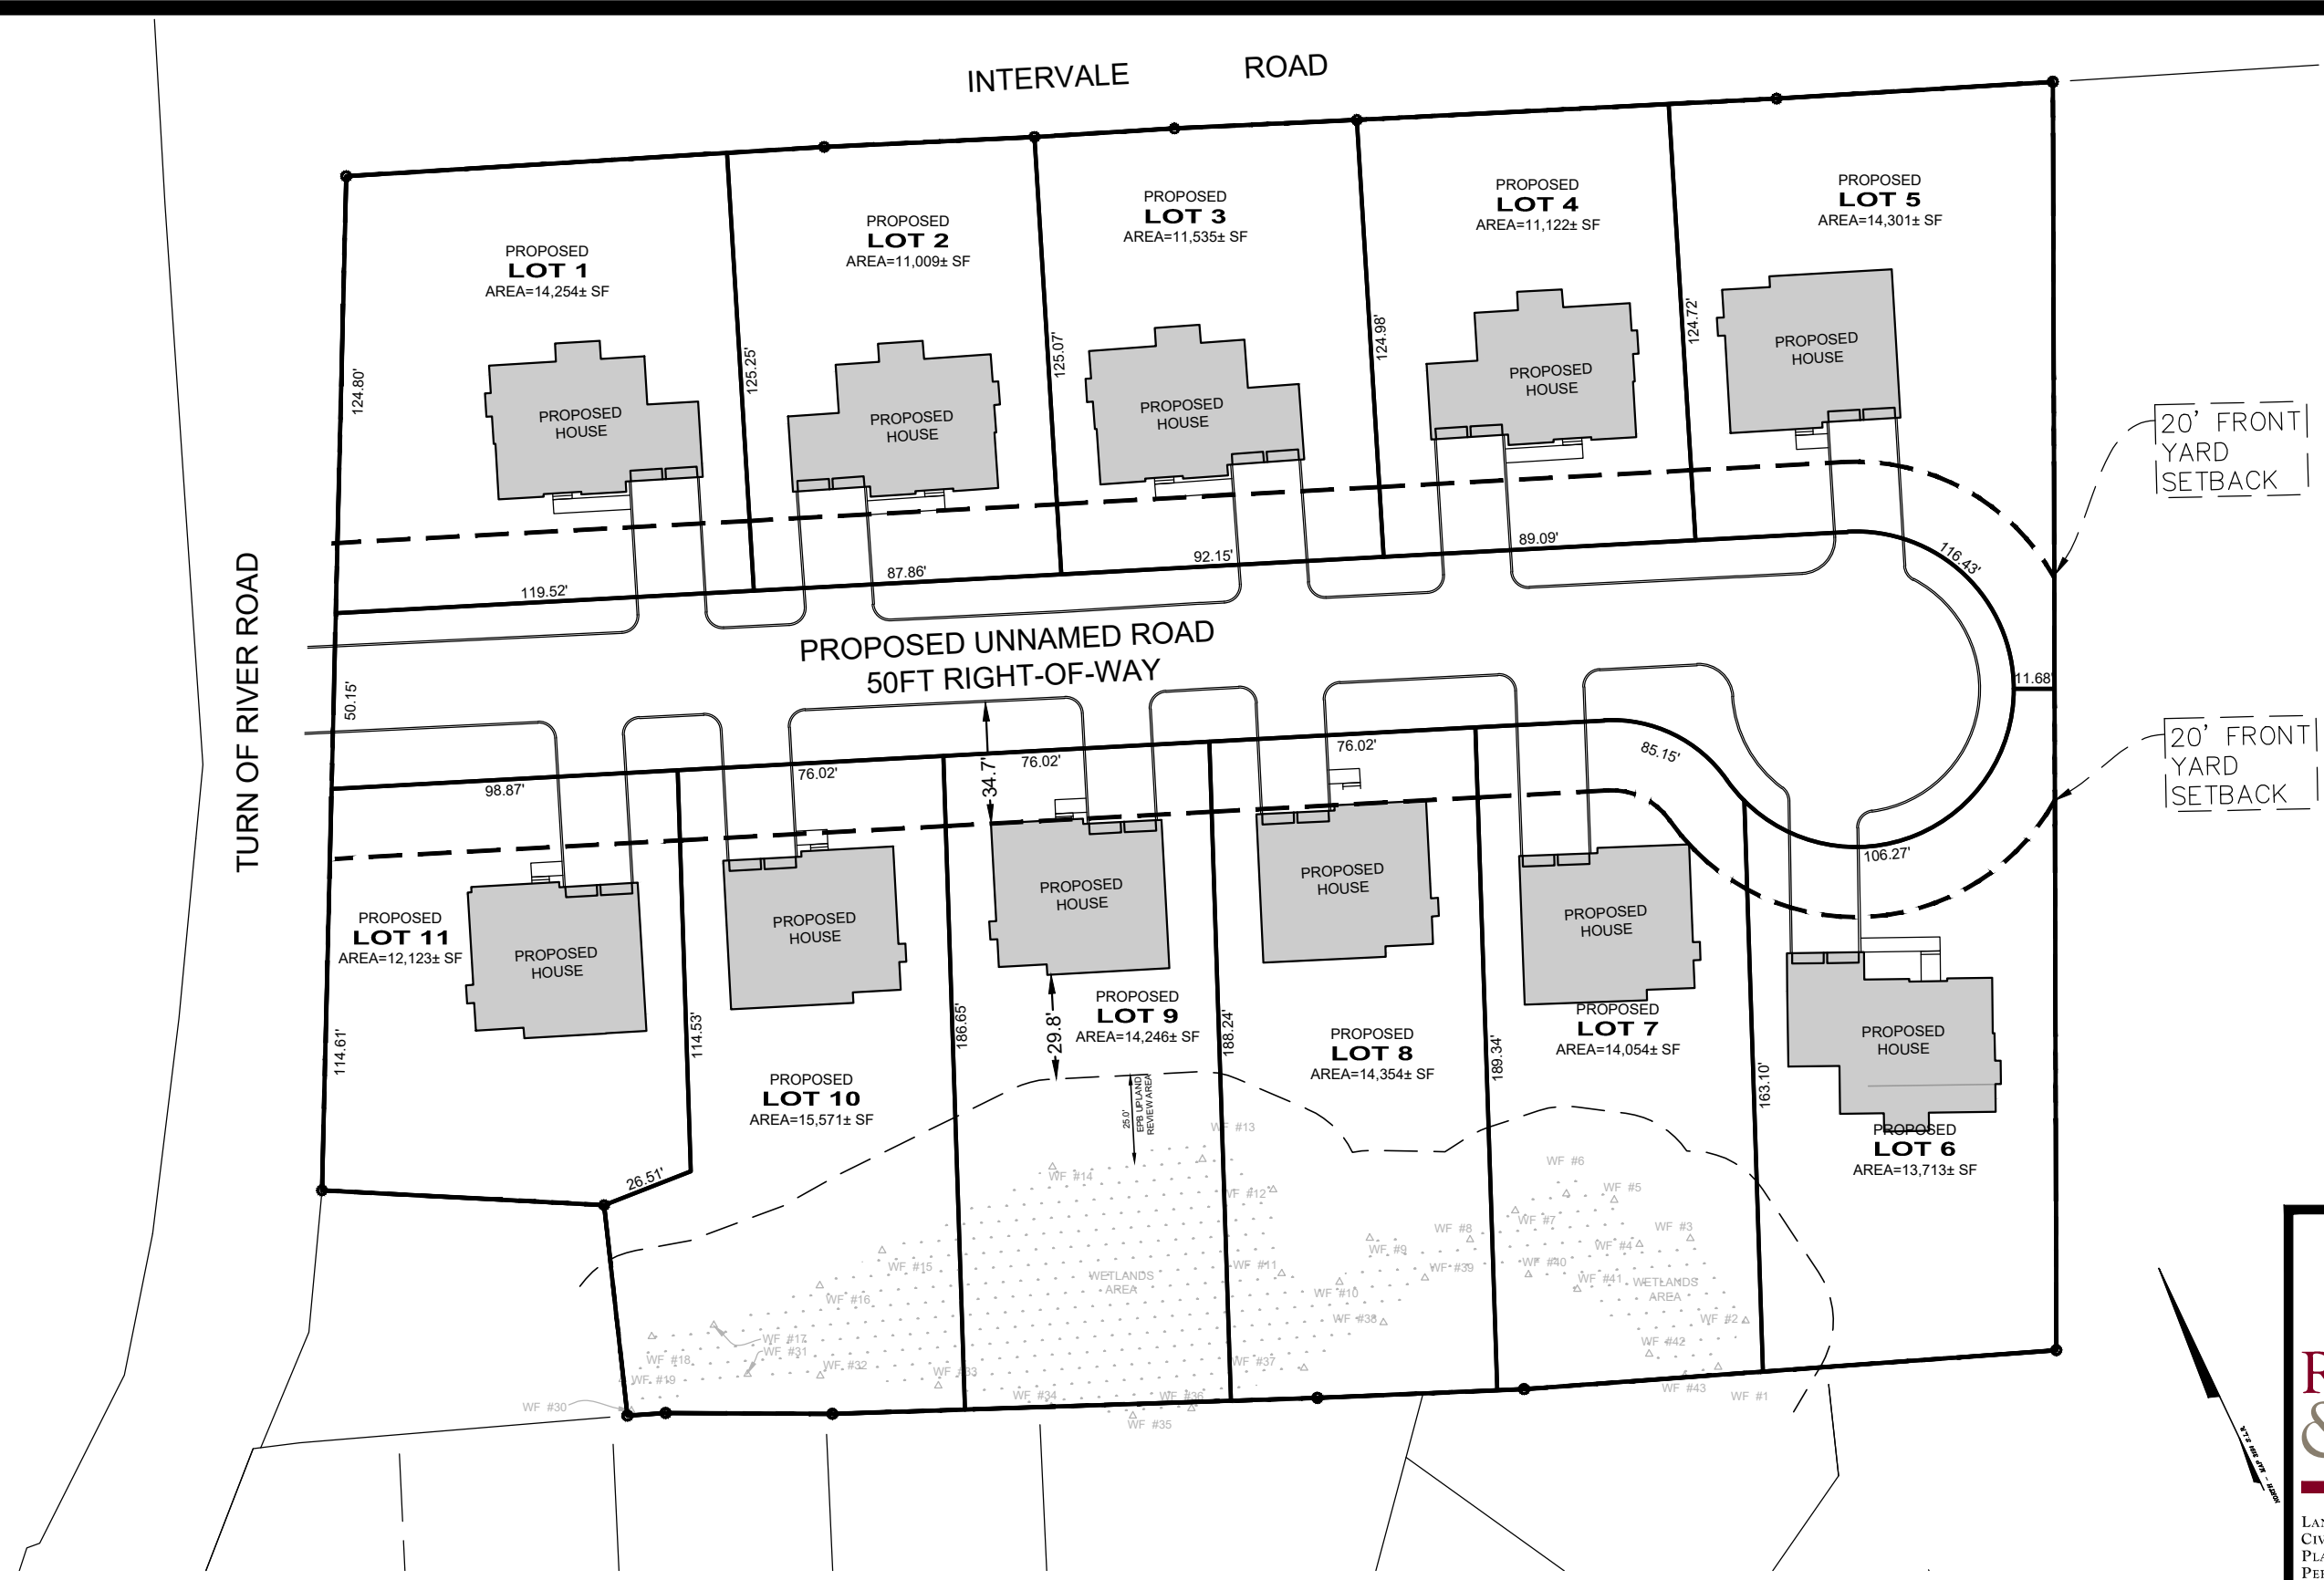 INTERVALE ROAD
PROPOSED
LOT 1
AREA=14,254± SF
PROPOSED
LOT 2
AREA=11,009± SF
PROPOSED
LOT 3
AREA=11,535± SF
PROPOSED
LOT 4
AREA=11,122± SF
PROPOSED
LOT 5
AREA=14,301± SF
124.80'
125.25'
125.07'
124.98'
124.72'
PROPOSED
HOUSE
PROPOSED
HOUSE
PROPOSED
HOUSE
PROPOSED
HOUSE
PROPOSED
HOUSE
20' FRONT
YARD
SETBACK
119.52'
87.86'
92.15'
89.09'
116.43'
TURN OF RIVER ROAD
PROPOSED UNNAMED ROAD
50FT RIGHT-OF-WAY
50.15'
11.68'
20' FRONT
YARD
SETBACK
98.87'
76.02'
34.7'
76.02'
76.02'
85.15'
106.27'
PROPOSED
LOT 11
AREA=12,123± SF
PROPOSED
HOUSE
PROPOSED
HOUSE
PROPOSED
HOUSE
PROPOSED
HOUSE
PROPOSED
HOUSE
PROPOSED
HOUSE
114.61'
114.53'
186.65'
29.8'
188.24'
189.34'
163.10'
PROPOSED
LOT 10
AREA=15,571± SF
PROPOSED
LOT 9
AREA=14,246± SF
PROPOSED
LOT 8
AREA=14,354± SF
PROPOSED
LOT 7
AREA=14,054± SF
PROPOSED
LOT 6
AREA=13,713± SF
26.51'
25.0'
EPB UPLAND
REVIEW AREA
WF #13
WF #14
WF #12
WF #6
WF #5
WF #7
WF #8
WF #3
WF #9
WF #4
WF #15
WF #11
WF #39
WF #40
WF #41
WETLANDS
AREA
WETLANDS
AREA
WF #16
WF #10
WF #38
WF #2
WF #17
WF #31
WF #18
WF #32
WF #33
WF #37
WF #42
WF #19
WF #34
WF #36
WF #43
WF #1
WF #30
WF #35
NORTH - MAP 3191 S.L.R.
R
&
LAN
CIV
PLA
PER